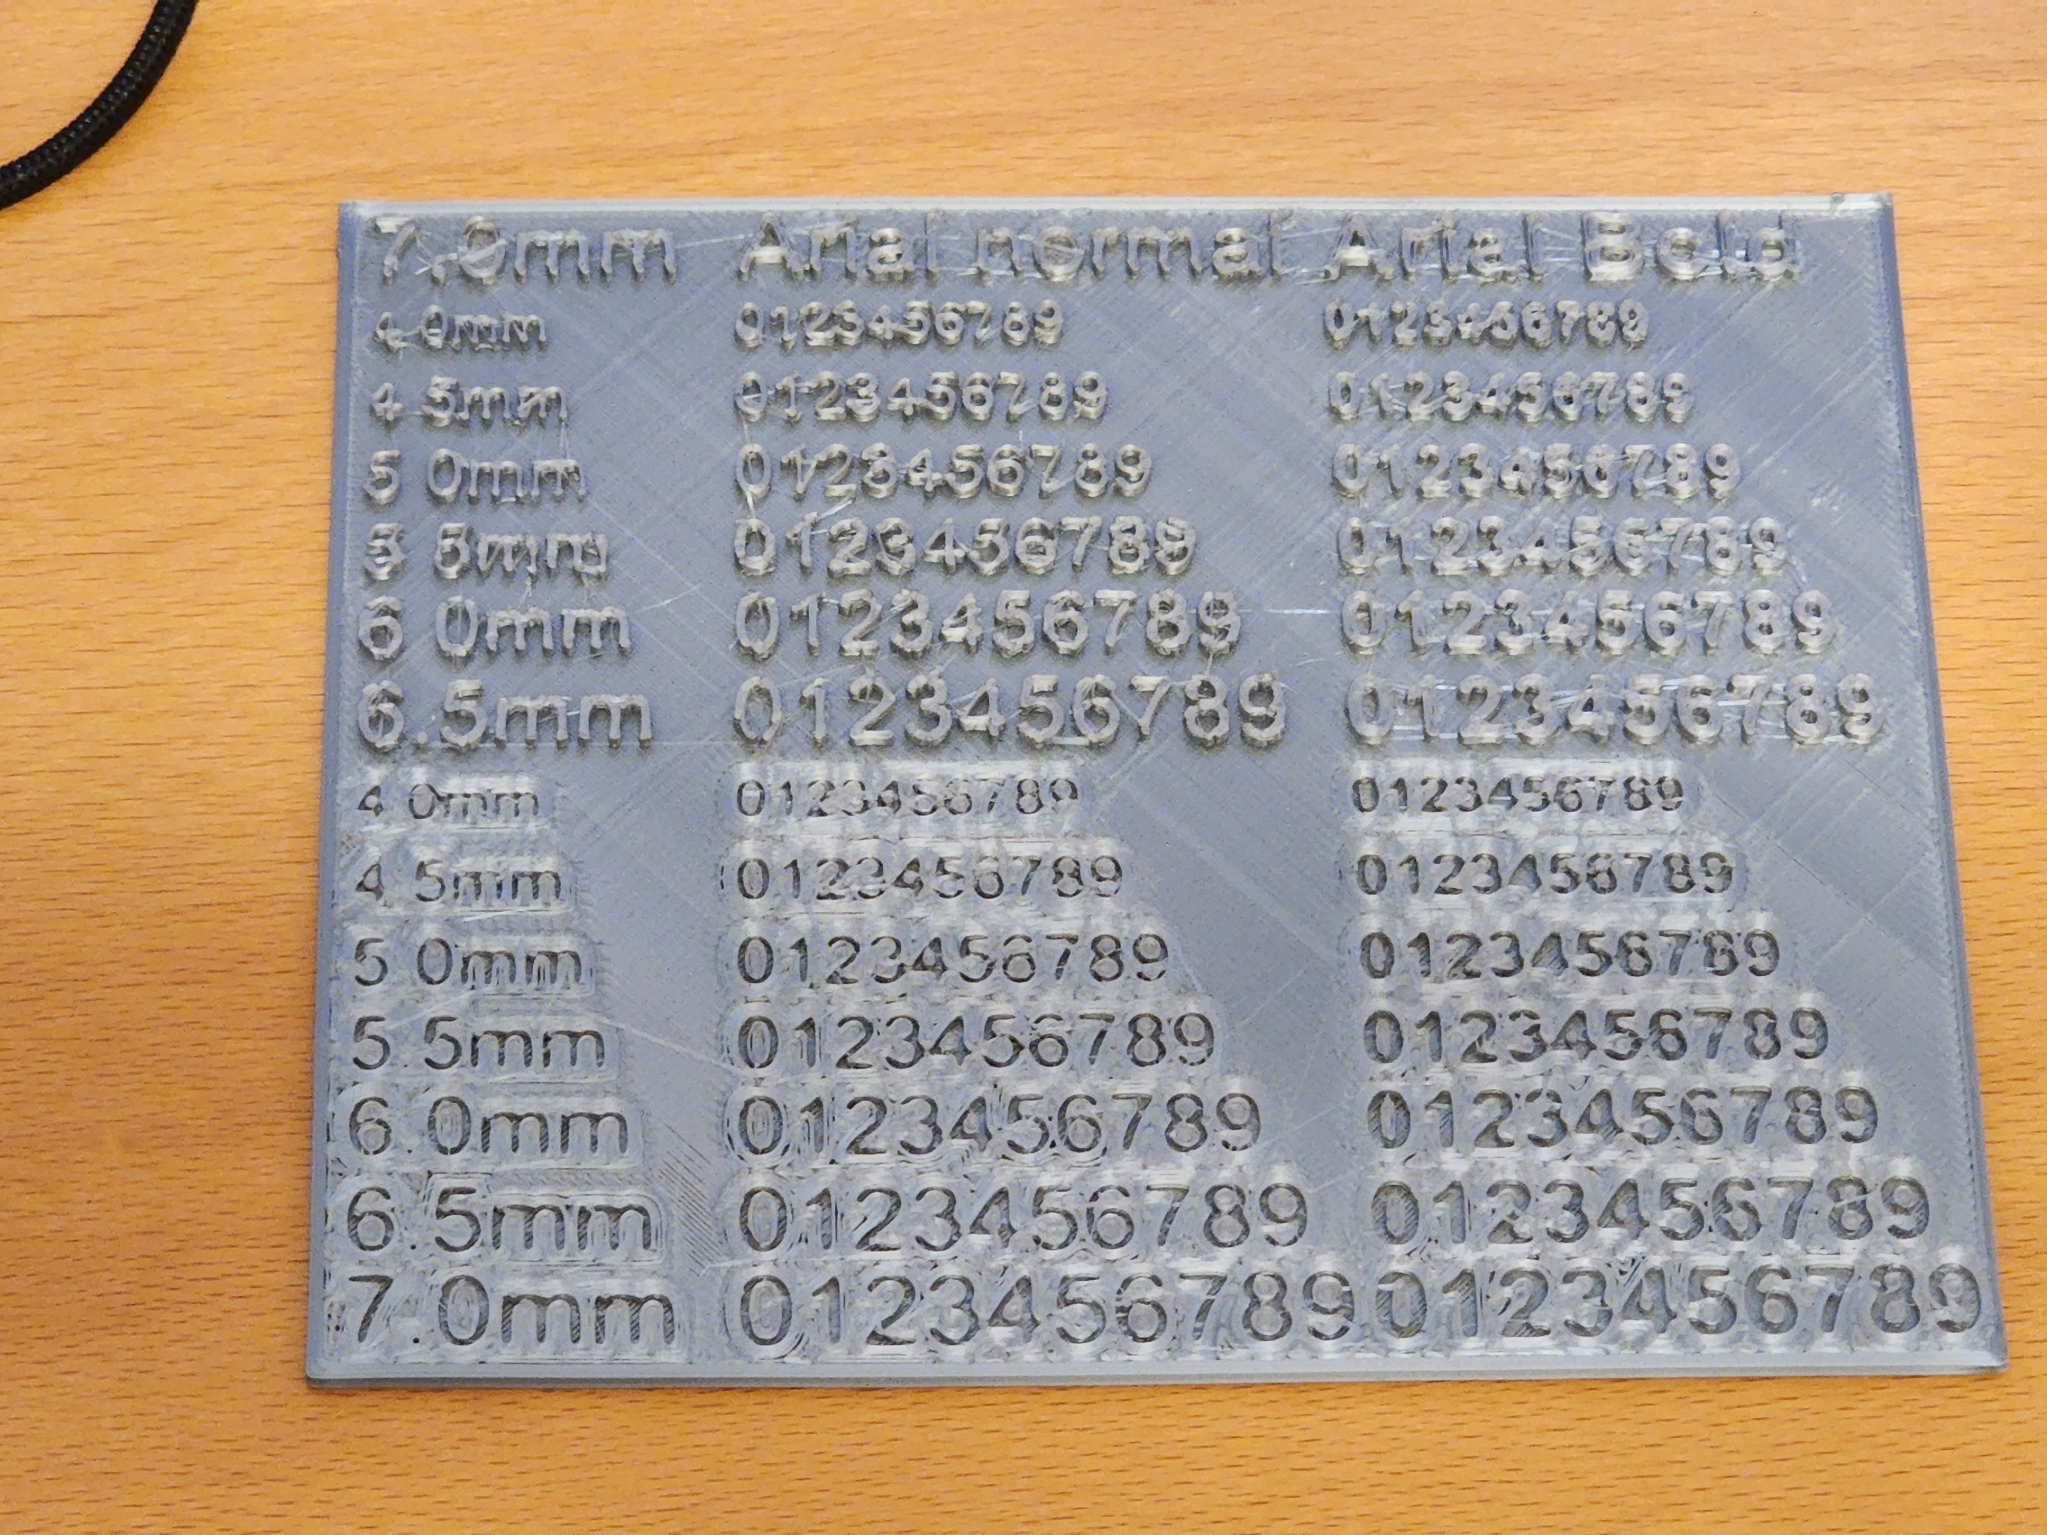 7.0mm Arial normal Arial Bold
4.0mm 0123456789 0123456789
4.5mm 0123456789 0123456789
5 0mm 0123456789 0123456789
5 5mm 0123456789 0123456789
6 0mm 0123456789 0123456789
6.5mm 0123456789 0123456789
4 0mm 0123456789 0123456789
4 5mm 0123456789 0123456789
5 0mm 0123456789 0123456789
5 5mm 0123456789 0123456789
6 0mm 0123456789 0123456789
6.5mm 0123456789 0123456789
7.0mm 0123456789 0123456789